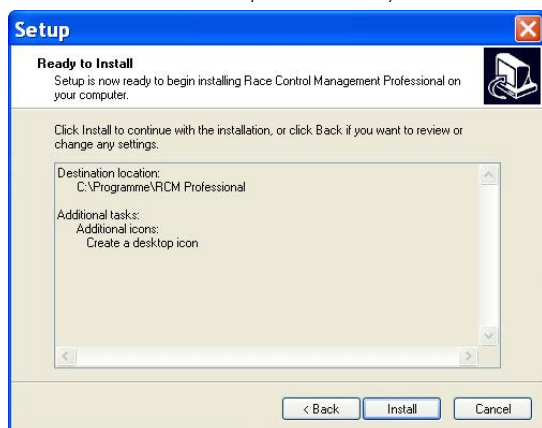 Setup
Ready to Install
Setup is now ready to begin installing Race Control Management Professional on
your computer.
Click Install to continue with the installation, or click Back if you want to review or
change any settings.
Destination location:
C:\Programme\RCM Professional
Additional tasks:
Additional icons:
Create a desktop icon
< Back
Install
Cancel